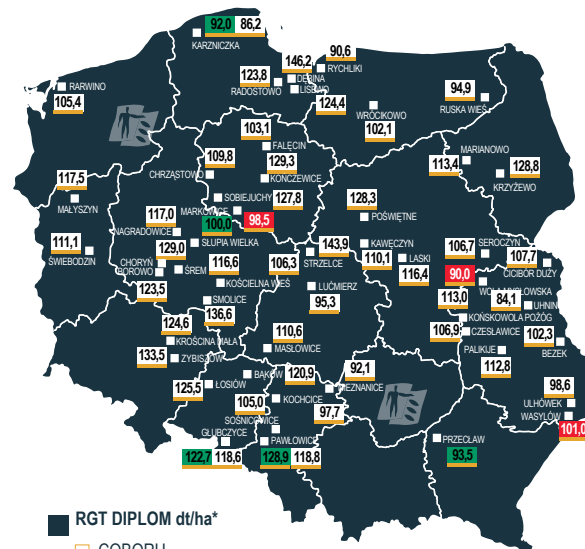 92,0 86,2
KARZNICZKA
146,2
90,6
RYCHLIKI
123,8
DĘBINA
RADOSTOWO
LISEWO
RARWINO
105,4
124,4
WRÓCIKOWO
102,1
94,9
RUSKA WIEŚ
103,1
FALĘCIN
109,8
CHRZĄSTOWO
129,3
KOŃCZEWICE
113,4
MARIANOWO
128,8
KRZYŻEWO
117,5
MAŁYSZYN
SOBIEJUCHY
127,8
MARKOWICE
100,0
98,5
128,3
POŚWIĘTNE
117,0
NAGRADOWICE
SŁUPIA WIELKA
111,1
ŚWIEBODZIN
129,0
CHORYŃ
BOROWO
123,5
ŚREM
116,6
KOŚCIELNA WIEŚ
106,3
143,9
STRZELCE
KAWĘCZYN
110,1
LASKI
116,4
106,7
SEROCZYN
107,7
CICIBÓR DUŻY
90,0
WOLA MYSŁOWSKA
113,0
84,1
UHNIN
SMOLICE
136,6
LUĆMIERZ
95,3
KOŃSKOWOLA POŻÓG
106,9
CZESŁAWICE
102,3
BEZEK
PALIKIJE
112,8
124,6
KROŚCINA MAŁA
133,5
ZYBISZÓW
110,6
MASŁOWICE
125,5
ŁOSIÓW
BĄKÓW
120,9
KOCHCICE
92,1
97,7
105,0
SOŚNICOWICE
98,6
ULHÓWEK
WASYLÓW
101,0
GŁUBCZYCE
122,7 118,6
PAWŁOWICE
128,9 118,8
PRZECŁAW
93,5
RGT DIPLOM dt/ha*
COBORU